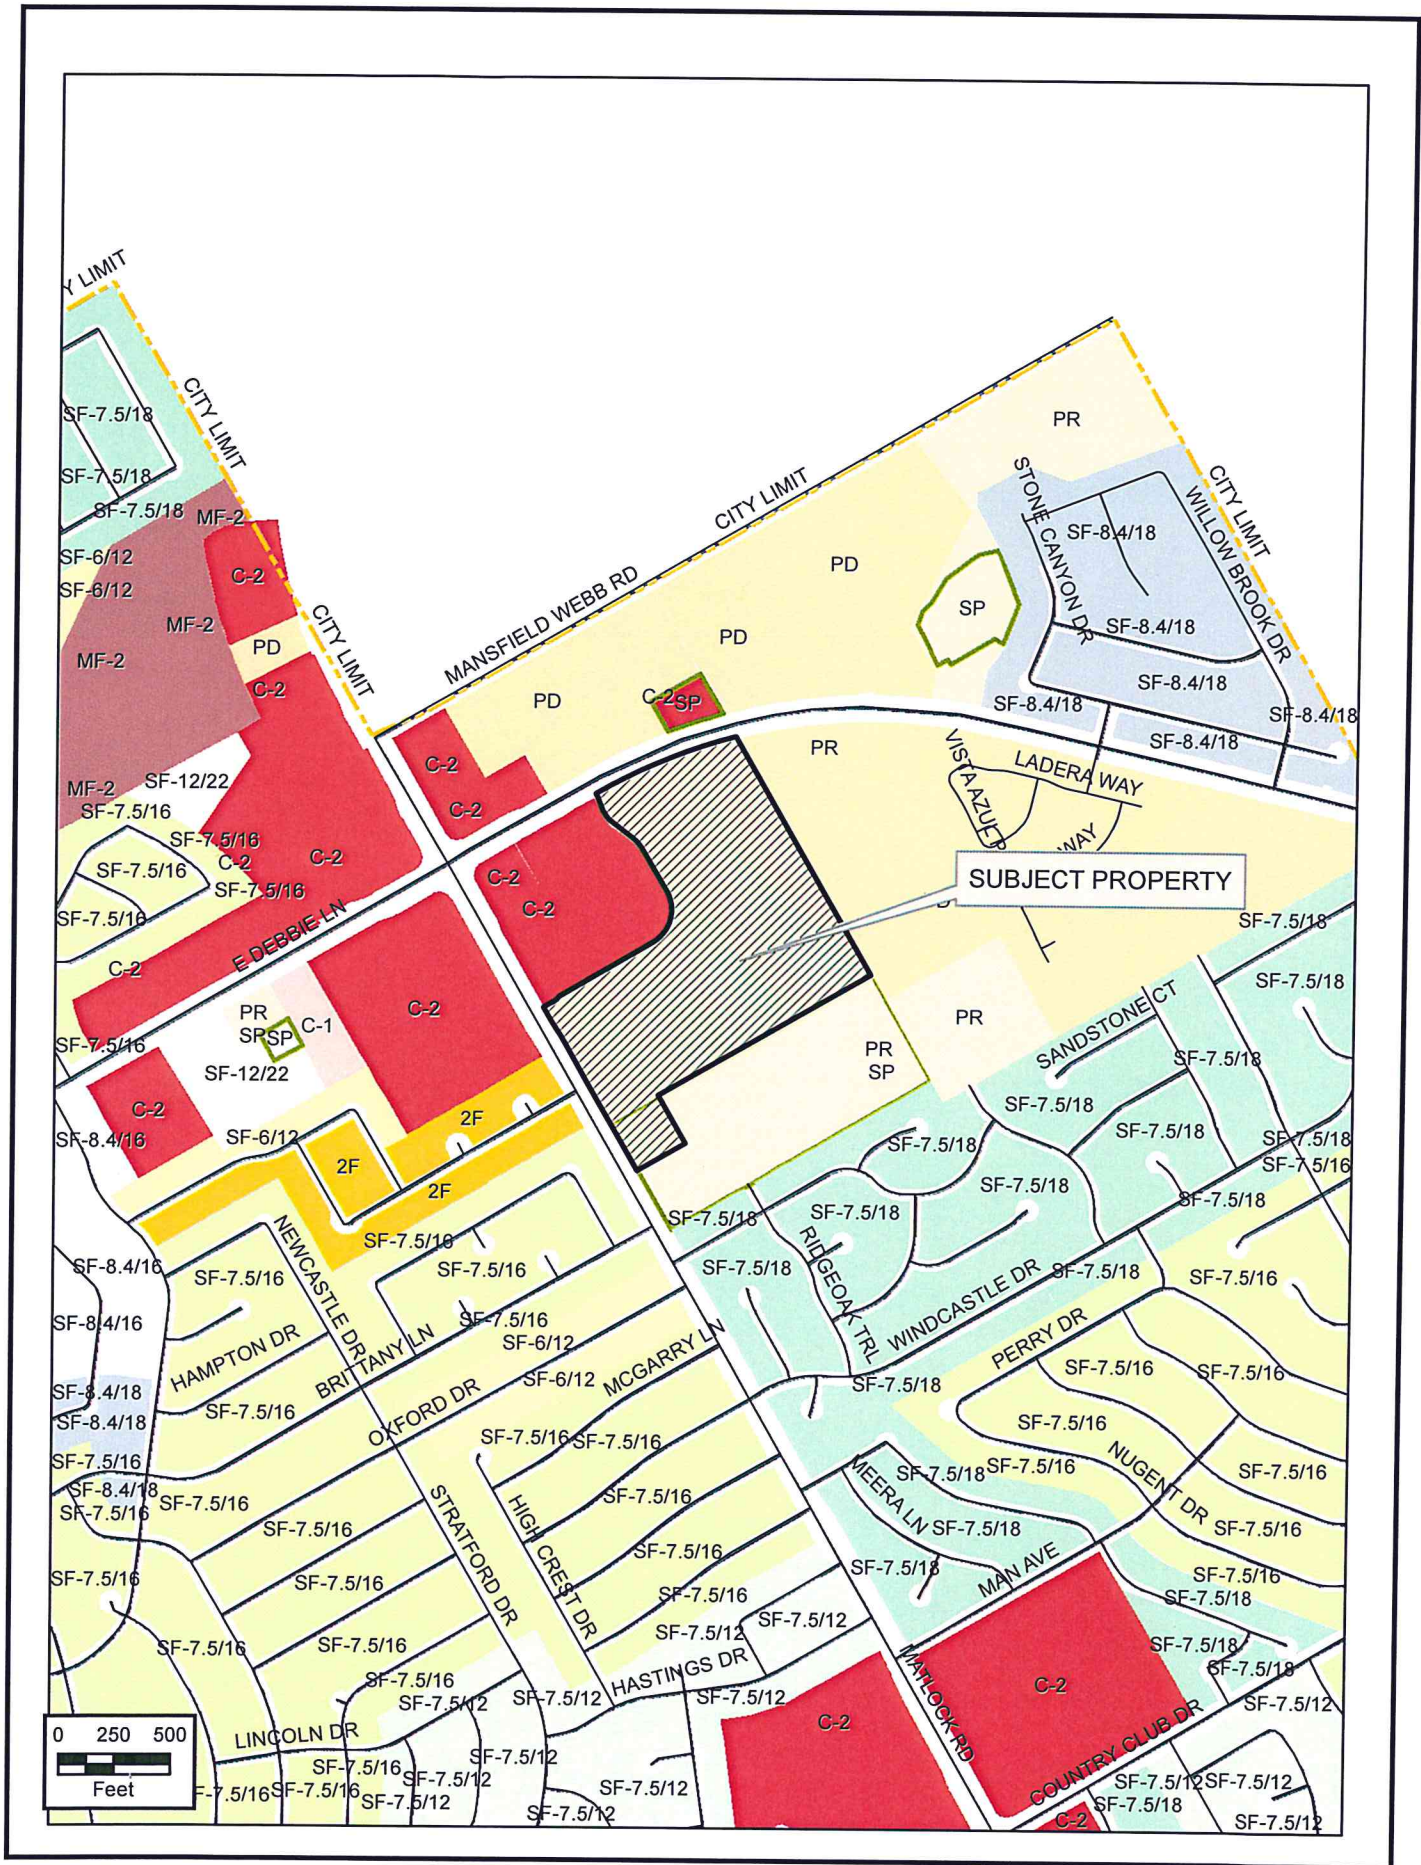 Y LIMIT
CITY LIMIT
SF-7.5/18
SF-7.5/18
SF-7.5/18
MF-2
SF-6/12
SF-6/12
C-2
MF-2
PD
MF-2
CITY LIMIT
C-2
MF-2
SF-12/22
SF-7.5/16
SF-7.5/16
C-2
SF-7.5/16
SF-7.5/16
C-2
SF-7.5/16
CITY LIMIT
MANSFIELD WEBB RD
PR
CITY LIMIT
STONE CANYON DR
WILLOW BROOK DR
SF-8.4/18
SF-8.4/18
SF-8.4/18
SF-8.4/18
SF-8.4/18
SF-8.4/18
PD
SP
PD
PD
C-2
SP
PR
VISTA AZUL
LADERA WAY
WAY
C-2
C-2
C-2
C-2
SUBJECT PROPERTY
E DEBBIE LN
C-2
SF-7.5/16
PR
SP
SP
C-1
SF-12/22
C-2
C-2
SF-8.4/16
SF-6/12
2F
2F
2F
PR
SP
PR
SF-7.5/18
SF-7.5/18
SANDSTONE CT
SF-7.5/18
SF-7.5/18
SF-7.5/18
SF-7.5/18
SF-7.5/16
SF-7.5/18
SF-7.5/18
SF-7.5/18
SF-7.5/18
SF-7.5/18
RIDGEOAK TRL
SF-7.5/18
WINDCASTLE DR
SF-7.5/18
SF-7.5/16
PERRY DR
SF-7.5/18
SF-7.5/16
SF-7.5/16
SF-7.5/16
NUGENT DR
SF-7.5/16
SF-7.5/18
SF-7.5/16
MEERA LN
SF-7.5/18
SF-7.5/16
SF-7.5/18
MAN AVE
SF-7.5/16
SF-7.5/18
SF-7.5/18
SF-7.5/18
SF-7.5/16
SF-8.4/16
SF-7.5/16
NEWCASTLE DR
SF-7.5/16
SF-8.4/16
SF-7.5/16
SF-6/12
HAMPTON DR
BRITTANY LN
SF-6/12
MCGARRY LN
SF-8.4/18
SF-8.4/18
SF-7.5/16
OXFORD DR
SF-7.5/16
SF-7.5/16
SF-7.5/16
SF-8.4/18
SF-7.5/16
SF-7.5/16
SF-7.5/16
STRATFORD DR
HIGH CREST DR
SF-7.5/16
SF-7.5/16
SF-7.5/16
SF-7.5/16
SF-7.5/16
SF-7.5/12
SF-7.5/12
SF-7.5/16
SF-7.5/16
SF-7.5/16
SF-7.5/12
SF-7.5/12
HASTINGS DR
SF-7.5/12
MATLOCK RD
C-2
C-2
COUNTRY CLUB DR
SF-7.5/12
LINCOLN DR
SF-7.5/16
SF-7.5/12
SF-7.5/12
SF-7.5/12
SF-7.5/12
SF-7.5/12
F-7.5/16
SF-7.5/16
SF-7.5/12
SF-7.5/12
SF-7.5/18
C-2
SF-7.5/12
0 250 500
Feet